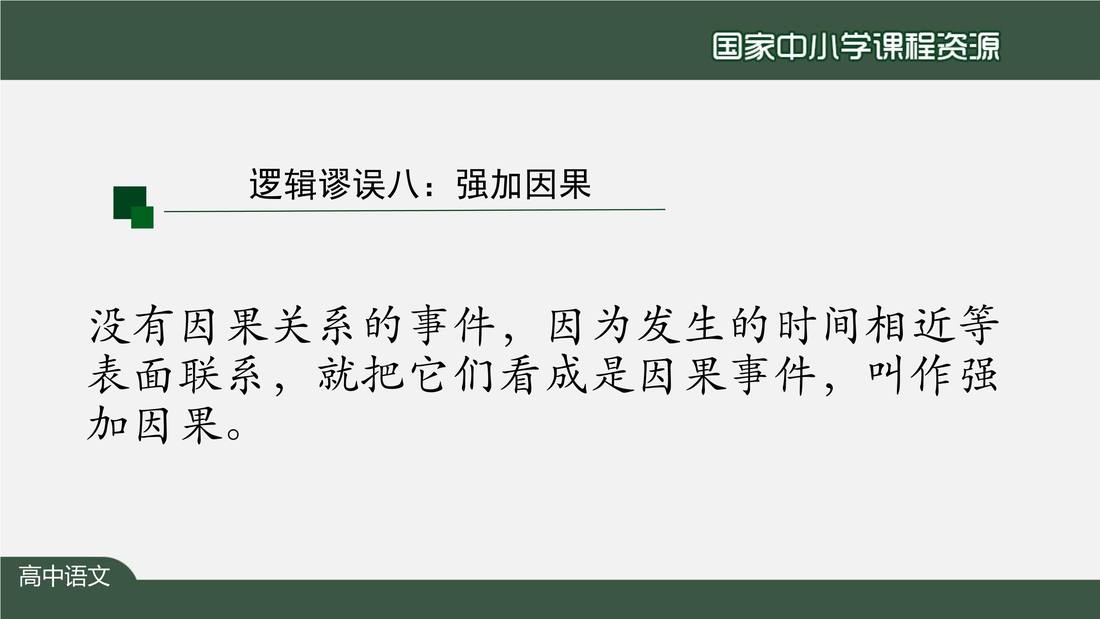 国家中小学课程资源
逻辑谬误八：强加因果
没有因果关系的事件，因为发生的时间相近等
表面联系，就把它们看成是因果事件，叫作强
加因果。
高中语文